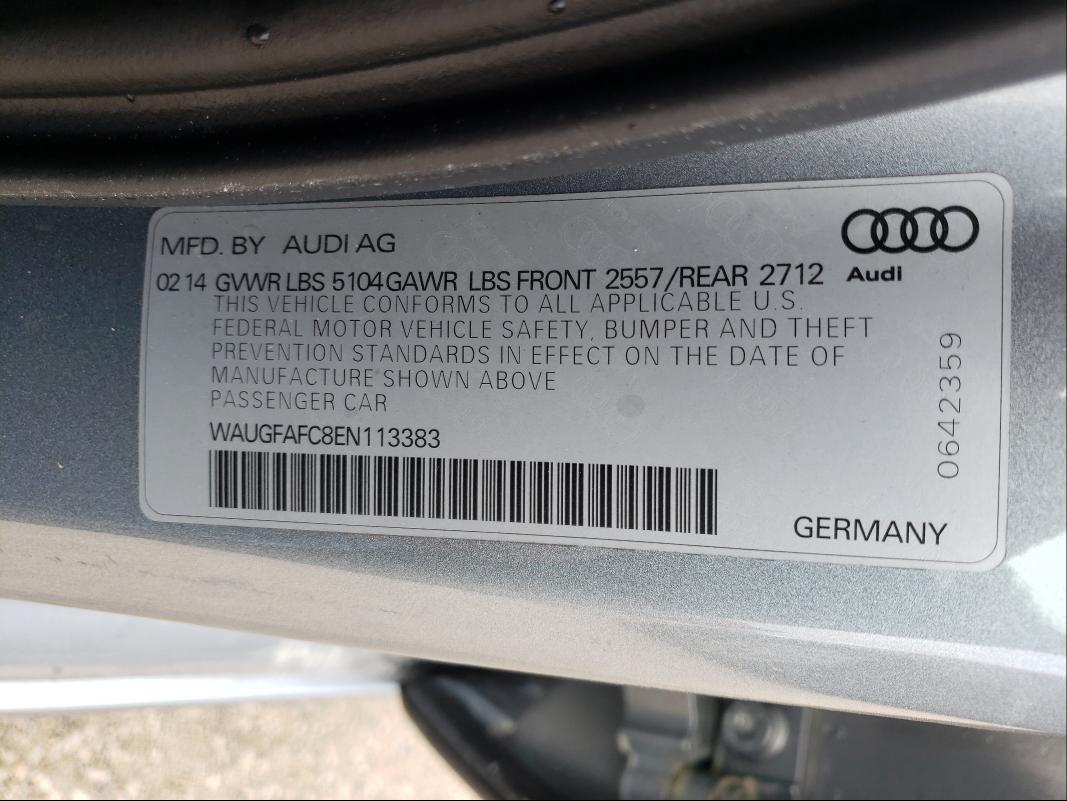 MFD. BY AUDI AG
Audi
02 14 GVWR LBS 5104 GAWR LBS FRONT 2557/REAR 2712
THIS VEHICLE CONFORMS TO ALL APPLICABLE U.S.
FEDERAL MOTOR VEHICLE SAFETY, BUMPER AND THEFT
PREVENTION STANDARDS IN EFFECT ON THE DATE OF
MANUFACTURE SHOWN ABOVE
PASSENGER CAR
WAUGFAFC8EN113383
0642359
GERMANY